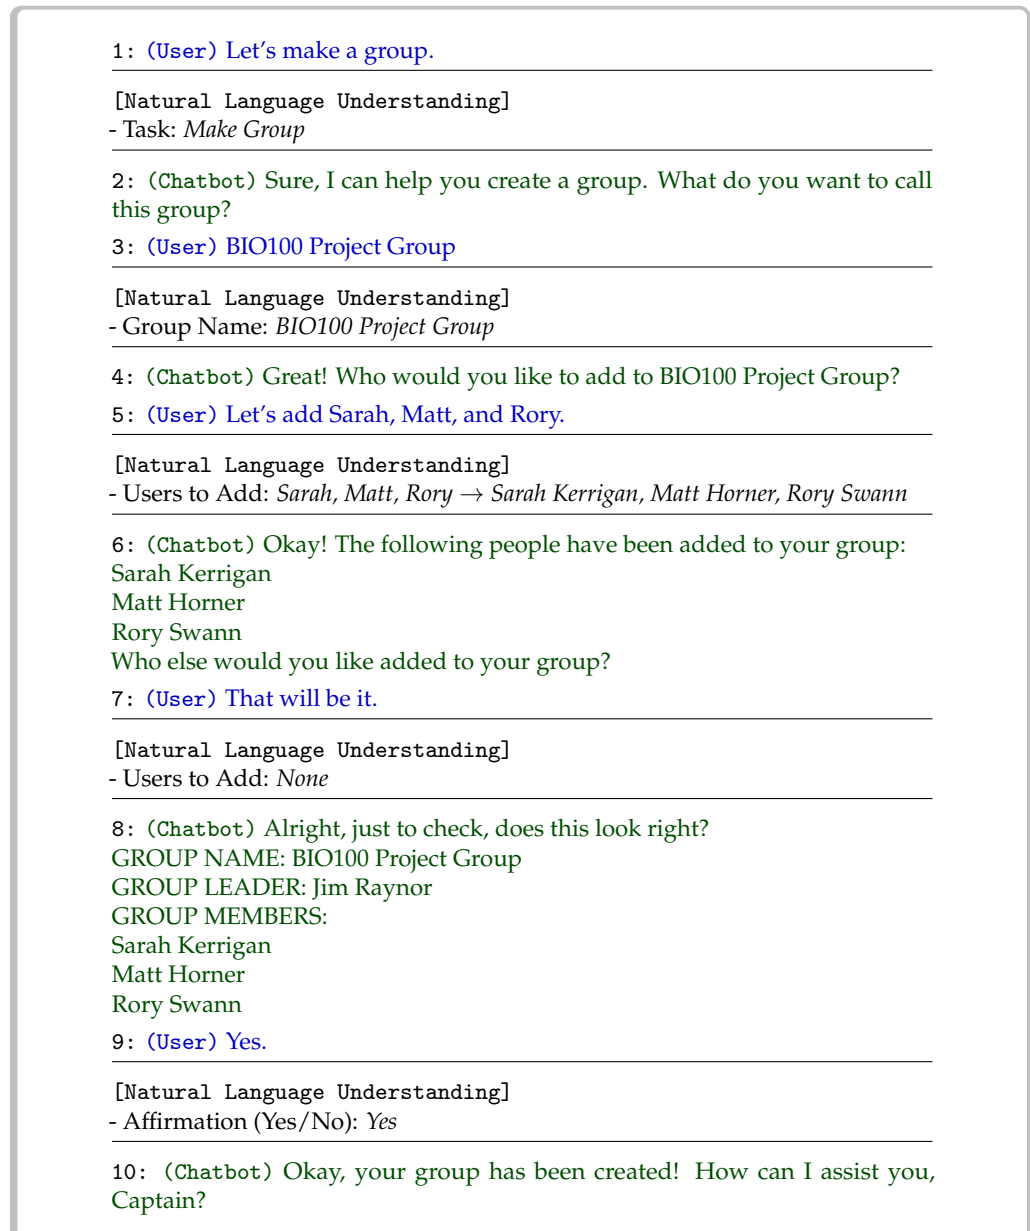 1: (User) Let's make a group.
[Natural Language Understanding]
- Task: Make Group
2: (Chatbot) Sure, I can help you create a group. What do you want to call
this group?
3: (User) BIO100 Project Group
[Natural Language Understanding]
- Group Name: BIO100 Project Group
4: (Chatbot) Great! Who would you like to add to BIO100 Project Group?
5: (User) Let's add Sarah, Matt, and Rory.
[Natural Language Understanding]
- Users to Add: Sarah, Matt, Rory → Sarah Kerrigan, Matt Horner, Rory Swann
6: (Chatbot) Okay! The following people have been added to your group:
Sarah Kerrigan
Matt Horner
Rory Swann
Who else would you like added to your group?
7: (User) That will be it.
[Natural Language Understanding]
- Users to Add: None
8: (Chatbot) Alright, just to check, does this look right?
GROUP NAME: BIO100 Project Group
GROUP LEADER: Jim Raynor
GROUP MEMBERS:
Sarah Kerrigan
Matt Horner
Rory Swann
9: (User) Yes.
[Natural Language Understanding]
- Affirmation (Yes/No): Yes
10: (Chatbot) Okay, your group has been created! How can I assist you,
Captain?